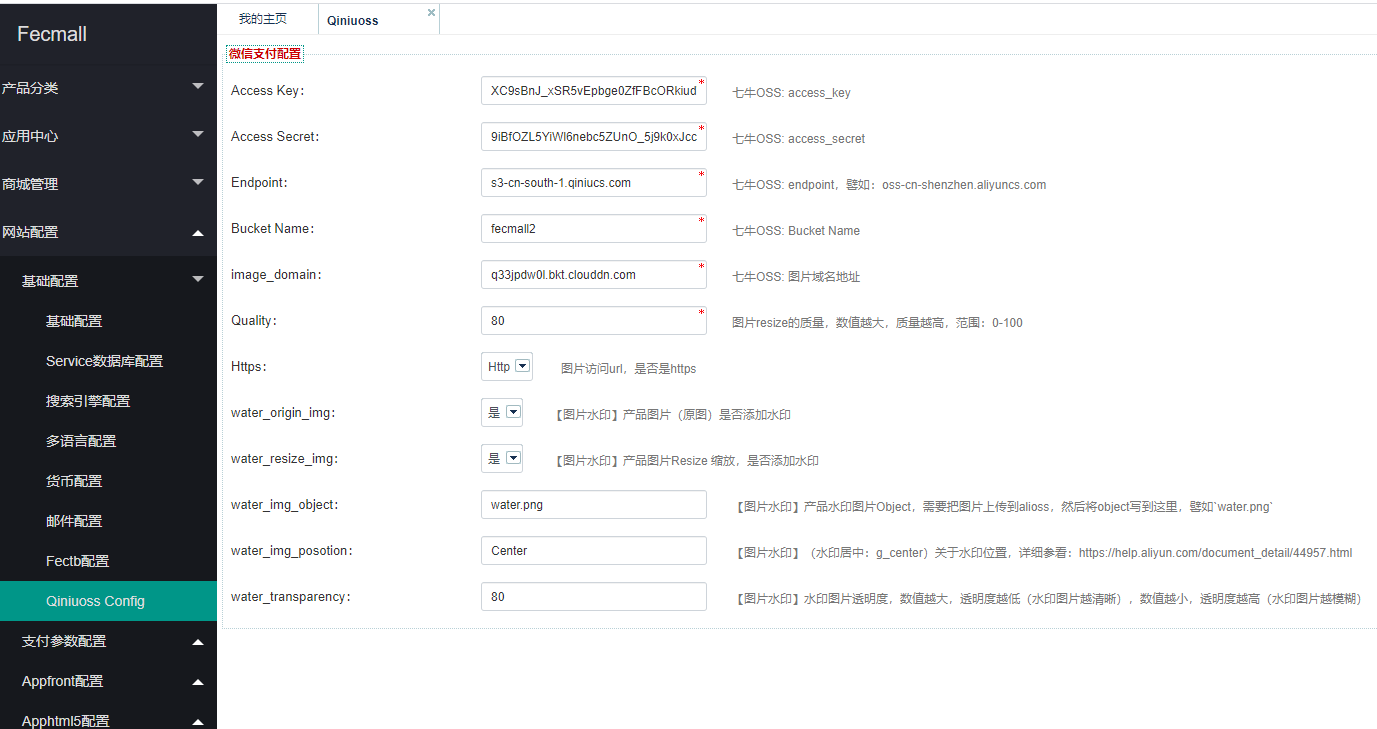 Fecmall
产品分类
应用中心
商城管理
网站配置
基础配置
基础配置
Service数据库配置
搜索引擎配置
多语言配置
货币配置
邮件配置
Fectb配置
Qiniuoss Config
支付参数配置
Appfront配置
Apphtml5配置
我的主页 Qiniuoss
微信支付配置
Access Key: XC9sBnJ_xSR5vEpbge0ZfFBcORkiud * 七牛OSS: access_key
Access Secret: 9iBfOZL5YiWl6nebc5ZUnO_5j9k0xJcc * 七牛OSS: access_secret
Endpoint: s3-cn-south-1.qiniucs.com * 七牛OSS: endpoint，譬如：oss-cn-shenzhen.aliyuncs.com
Bucket Name: fecmall2 * 七牛OSS: Bucket Name
image_domain: q33jpdw0l.bkt.clouddn.com * 七牛OSS: 图片域名地址
Quality: 80 * 图片resize的质量，数值越大，质量越高，范围：0-100
Https: Http 图片访问url，是否是https
water_origin_img: 是 【图片水印】产品图片（原图）是否添加水印
water_resize_img: 是 【图片水印】产品图片Resize 缩放，是否添加水印
water_img_object: water.png 【图片水印】产品水印图片Object，需要把图片上传到alioss，然后将object写到这里，譬如`water.png`
water_img_posotion: Center 【图片水印】（水印居中：g_center）关于水印位置，详细参看：https://help.aliyun.com/document_detail/44957.html
water_transparency: 80 【图片水印】水印图片透明度，数值越大，透明度越低（水印图片越清晰），数值越小，透明度越高（水印图片越模糊）